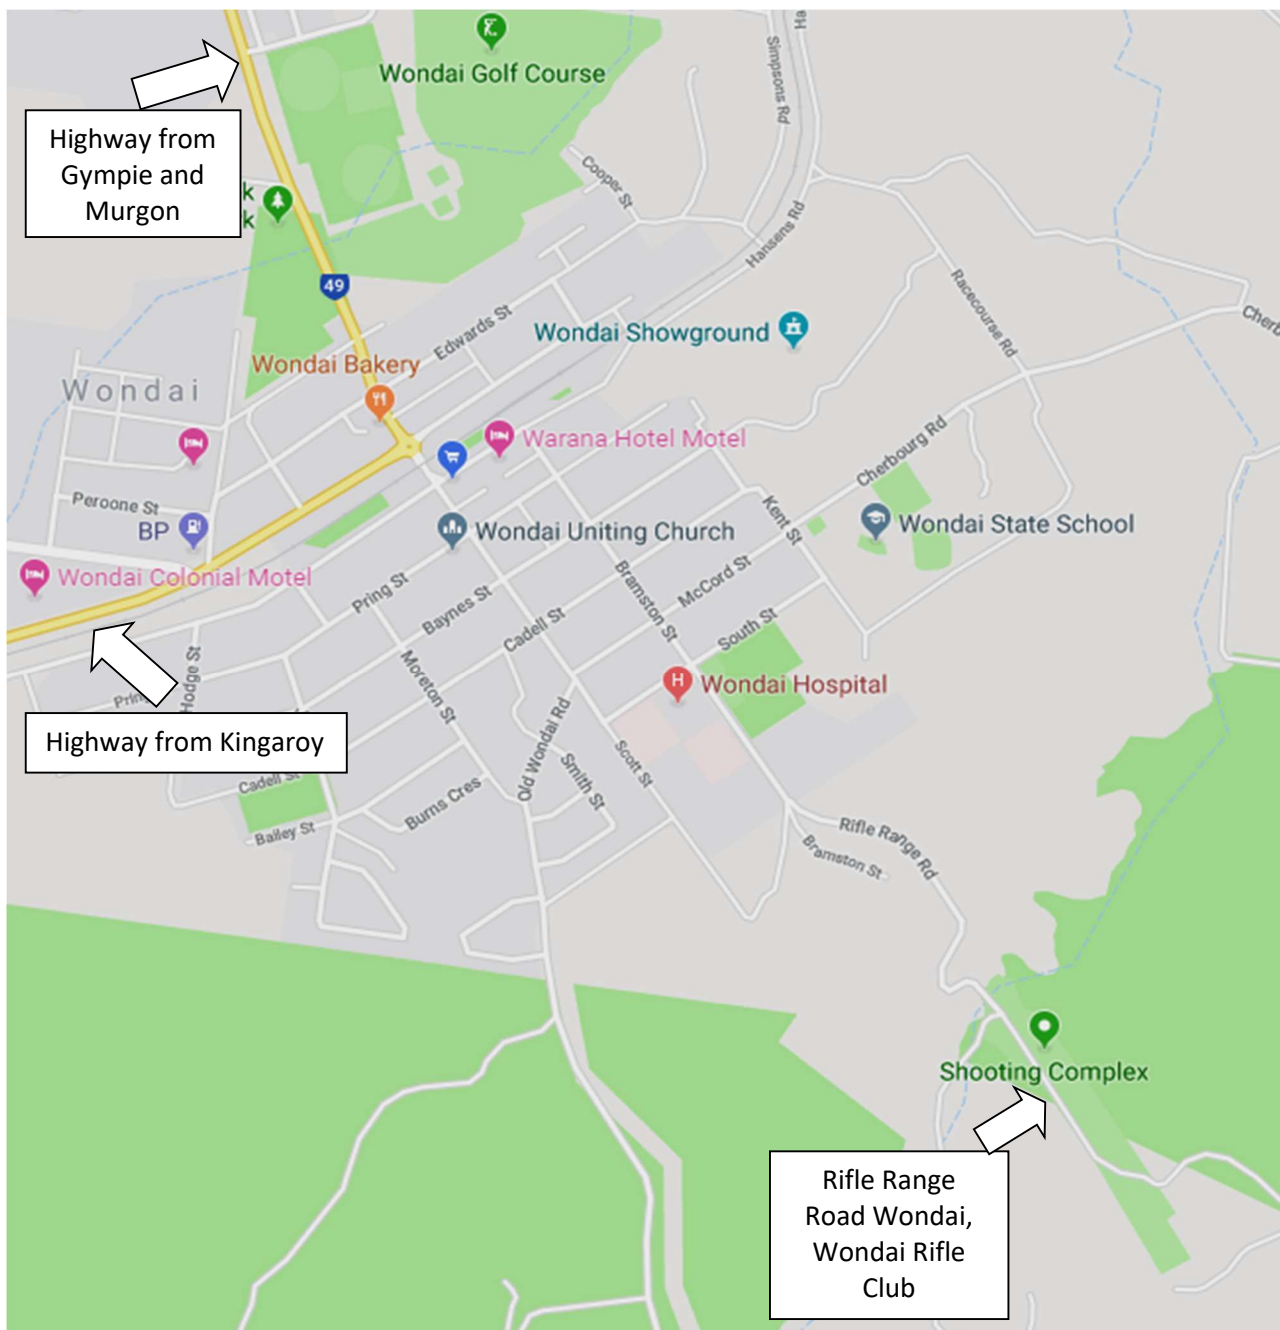 Ha
Simpsons Rd
Wondai Golf Course
Highway from
Gympie and
Murgon
k
k
Cooper St
Hansens Rd
49
Racecourse Rd
Cherb
Edwards St
Wondai Showground
Wondai Bakery
Wondai
Warana Hotel Motel
Cherbourg Rd
Peroone St
BP
Wondai Uniting Church
Kent St
Wondai State School
Wondai Colonial Motel
Pring St
Baynes St
Bramston St
McCord St
Cadell St
South St
Hodge St
Moreton St
H
Wondai Hospital
Prin
Highway from Kingaroy
Old Wondai Rd
Scott St
Smith St
Cadell St
Burns Cres
Bailey St
Rifle Range Rd
Bramston St
Shooting Complex
Rifle Range
Road Wondai,
Wondai Rifle
Club